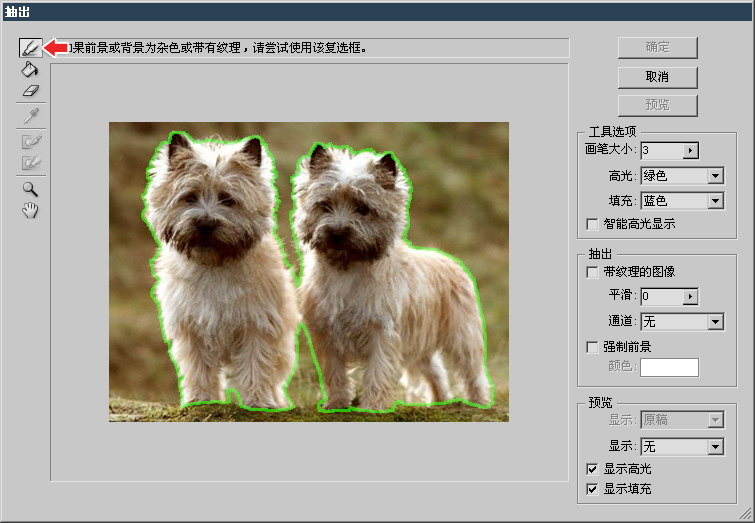 抽出
果前景或背景为杂色或带有纹理，请尝试使用该复选框。
确定
取消
预览
工具选项
画笔大小: 3
高光: 绿色
填充: 蓝色
智能高光显示
抽出
带纹理的图像
平滑: 0
通道: 无
强制前景
颜色:
预览
显示: 原稿
显示: 无
显示高光
显示填充